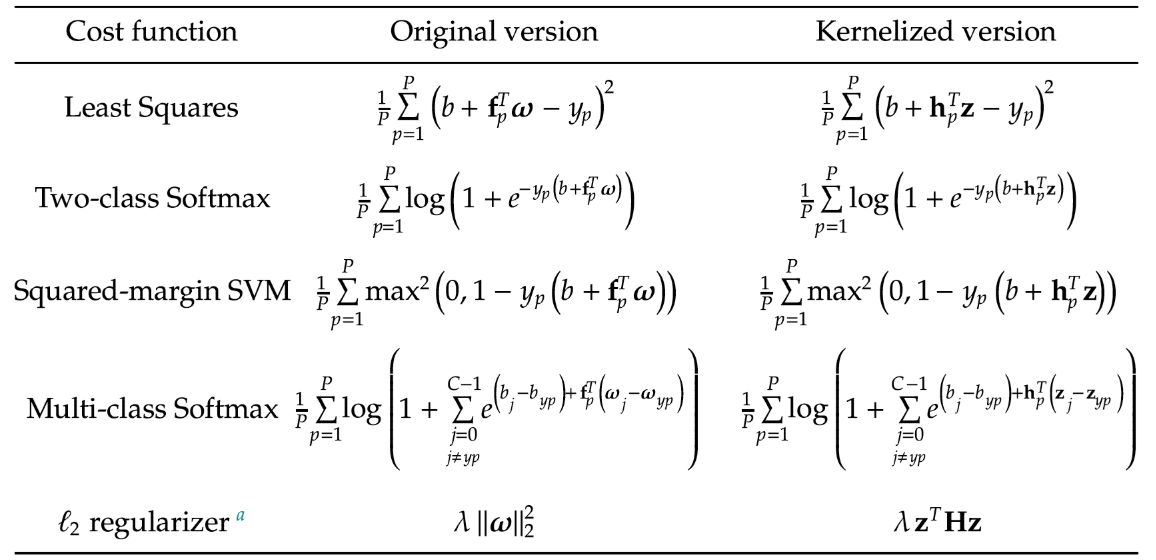 Cost function Original version Kernelized version
Least Squares $\frac{1}{P}\sum_{p=1}^{P}\left(b+\mathbf{f}_p^T\boldsymbol{\omega}-y_p\right)^2$ $\frac{1}{P}\sum_{p=1}^{P}\left(b+\mathbf{h}_p^T\mathbf{z}-y_p\right)^2$
Two-class Softmax $\frac{1}{P}\sum_{p=1}^{P}\log\left(1+e^{-y_p\left(b+\mathbf{f}_p^T\boldsymbol{\omega}\right)}\right)$ $\frac{1}{P}\sum_{p=1}^{P}\log\left(1+e^{-y_p\left(b+\mathbf{h}_p^T\mathbf{z}\right)}\right)$
Squared-margin SVM $\frac{1}{P}\sum_{p=1}^{P}\max^2\left(0,1-y_p\left(b+\mathbf{f}_p^T\boldsymbol{\omega}\right)\right)$ $\frac{1}{P}\sum_{p=1}^{P}\max^2\left(0,1-y_p\left(b+\mathbf{h}_p^T\mathbf{z}\right)\right)$
Multi-class Softmax $\frac{1}{P}\sum_{p=1}^{P}\log\left(1+\sum_{\substack{j=0\\j\neq yp}}^{C-1}e^{\left(b_j-b_{yp}\right)+\mathbf{f}_p^T\left(\boldsymbol{\omega}_j-\boldsymbol{\omega}_{yp}\right)}\right)$ $\frac{1}{P}\sum_{p=1}^{P}\log\left(1+\sum_{\substack{j=0\\j\neq yp}}^{C-1}e^{\left(b_j-b_{yp}\right)+\mathbf{h}_p^T\left(\mathbf{z}_j-\mathbf{z}_{yp}\right)}\right)$
$\ell_2$ regularizer $^a$ $\lambda\|\boldsymbol{\omega}\|_2^2$ $\lambda\mathbf{z}^T\mathbf{H}\mathbf{z}$